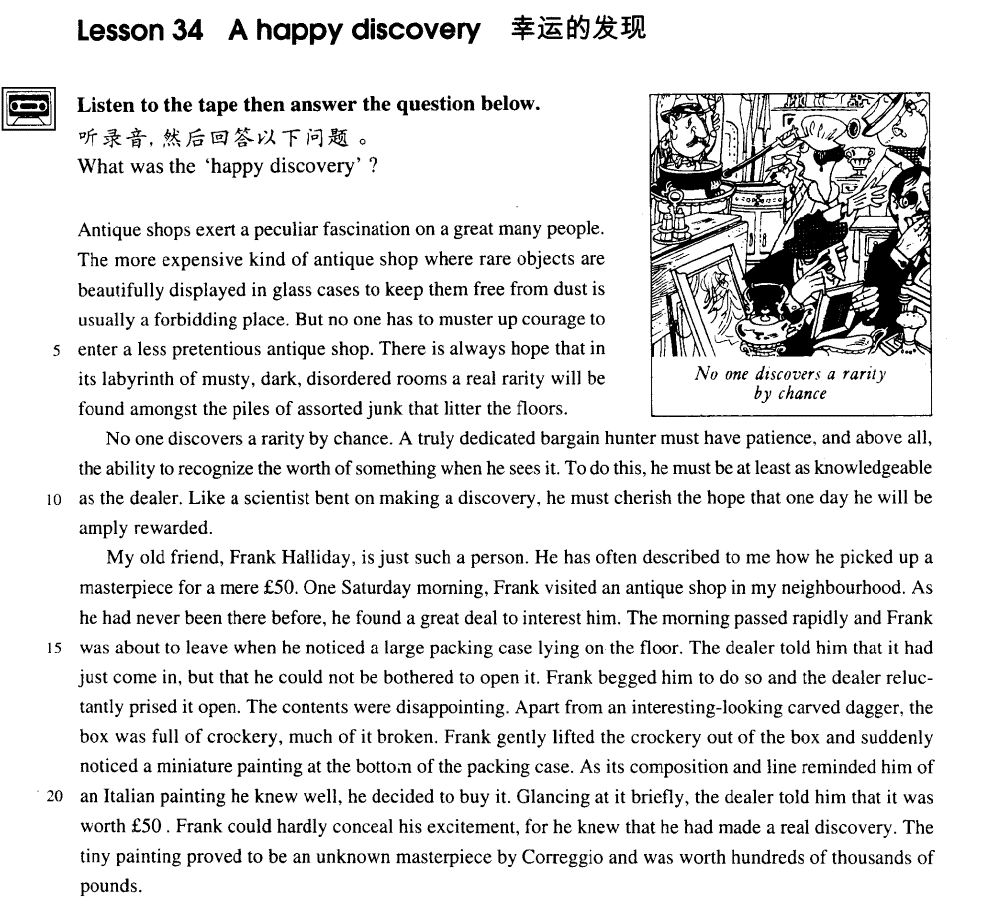 Lesson 34 A happy discovery 幸运的发现
Listen to the tape then answer the question below.
听录音,然后回答以下问题。
What was the ‘happy discovery’ ?
Antique shops exert a peculiar fascination on a great many people.
The more expensive kind of antique shop where rare objects are
beautifully displayed in glass cases to keep them free from dust is
usually a forbidding place. But no one has to muster up courage to
5 enter a less pretentious antique shop. There is always hope that in
its labyrinth of musty, dark, disordered rooms a real rarity will be
found amongst the piles of assorted junk that litter the floors.
No one discovers a rarity
by chance
No one discovers a rarity by chance. A truly dedicated bargain hunter must have patience, and above all,
the ability to recognize the worth of something when he sees it. To do this, he must be at least as knowledgeable
10 as the dealer. Like a scientist bent on making a discovery, he must cherish the hope that one day he will be
amply rewarded.
My old friend, Frank Halliday, is just such a person. He has often described to me how he picked up a
masterpiece for a mere £50. One Saturday morning, Frank visited an antique shop in my neighbourhood. As
he had never been there before, he found a great deal to interest him. The morning passed rapidly and Frank
15 was about to leave when he noticed a large packing case lying on the floor. The dealer told him that it had
just come in, but that he could not be bothered to open it. Frank begged him to do so and the dealer reluc-
tantly prised it open. The contents were disappointing. Apart from an interesting-looking carved dagger, the
box was full of crockery, much of it broken. Frank gently lifted the crockery out of the box and suddenly
noticed a miniature painting at the bottom of the packing case. As its composition and line reminded him of
20 an Italian painting he knew well, he decided to buy it. Glancing at it briefly, the dealer told him that it was
worth £50 . Frank could hardly conceal his excitement, for he knew that he had made a real discovery. The
tiny painting proved to be an unknown masterpiece by Correggio and was worth hundreds of thousands of
pounds.